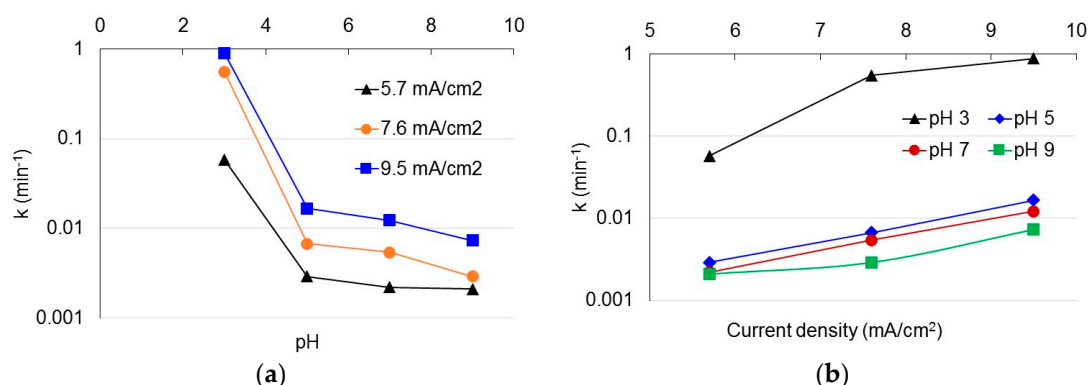 0 2 4 6 8 10
1
0.1
0.01
0.001
k (min-1)
5.7 mA/cm2
7.6 mA/cm2
9.5 mA/cm2
pH
(a)
5 6 7 8 9 10
1
0.1
0.01
0.001
k (min-1)
pH 3 pH 5
pH 7 pH 9
Current density (mA/cm2)
(b)